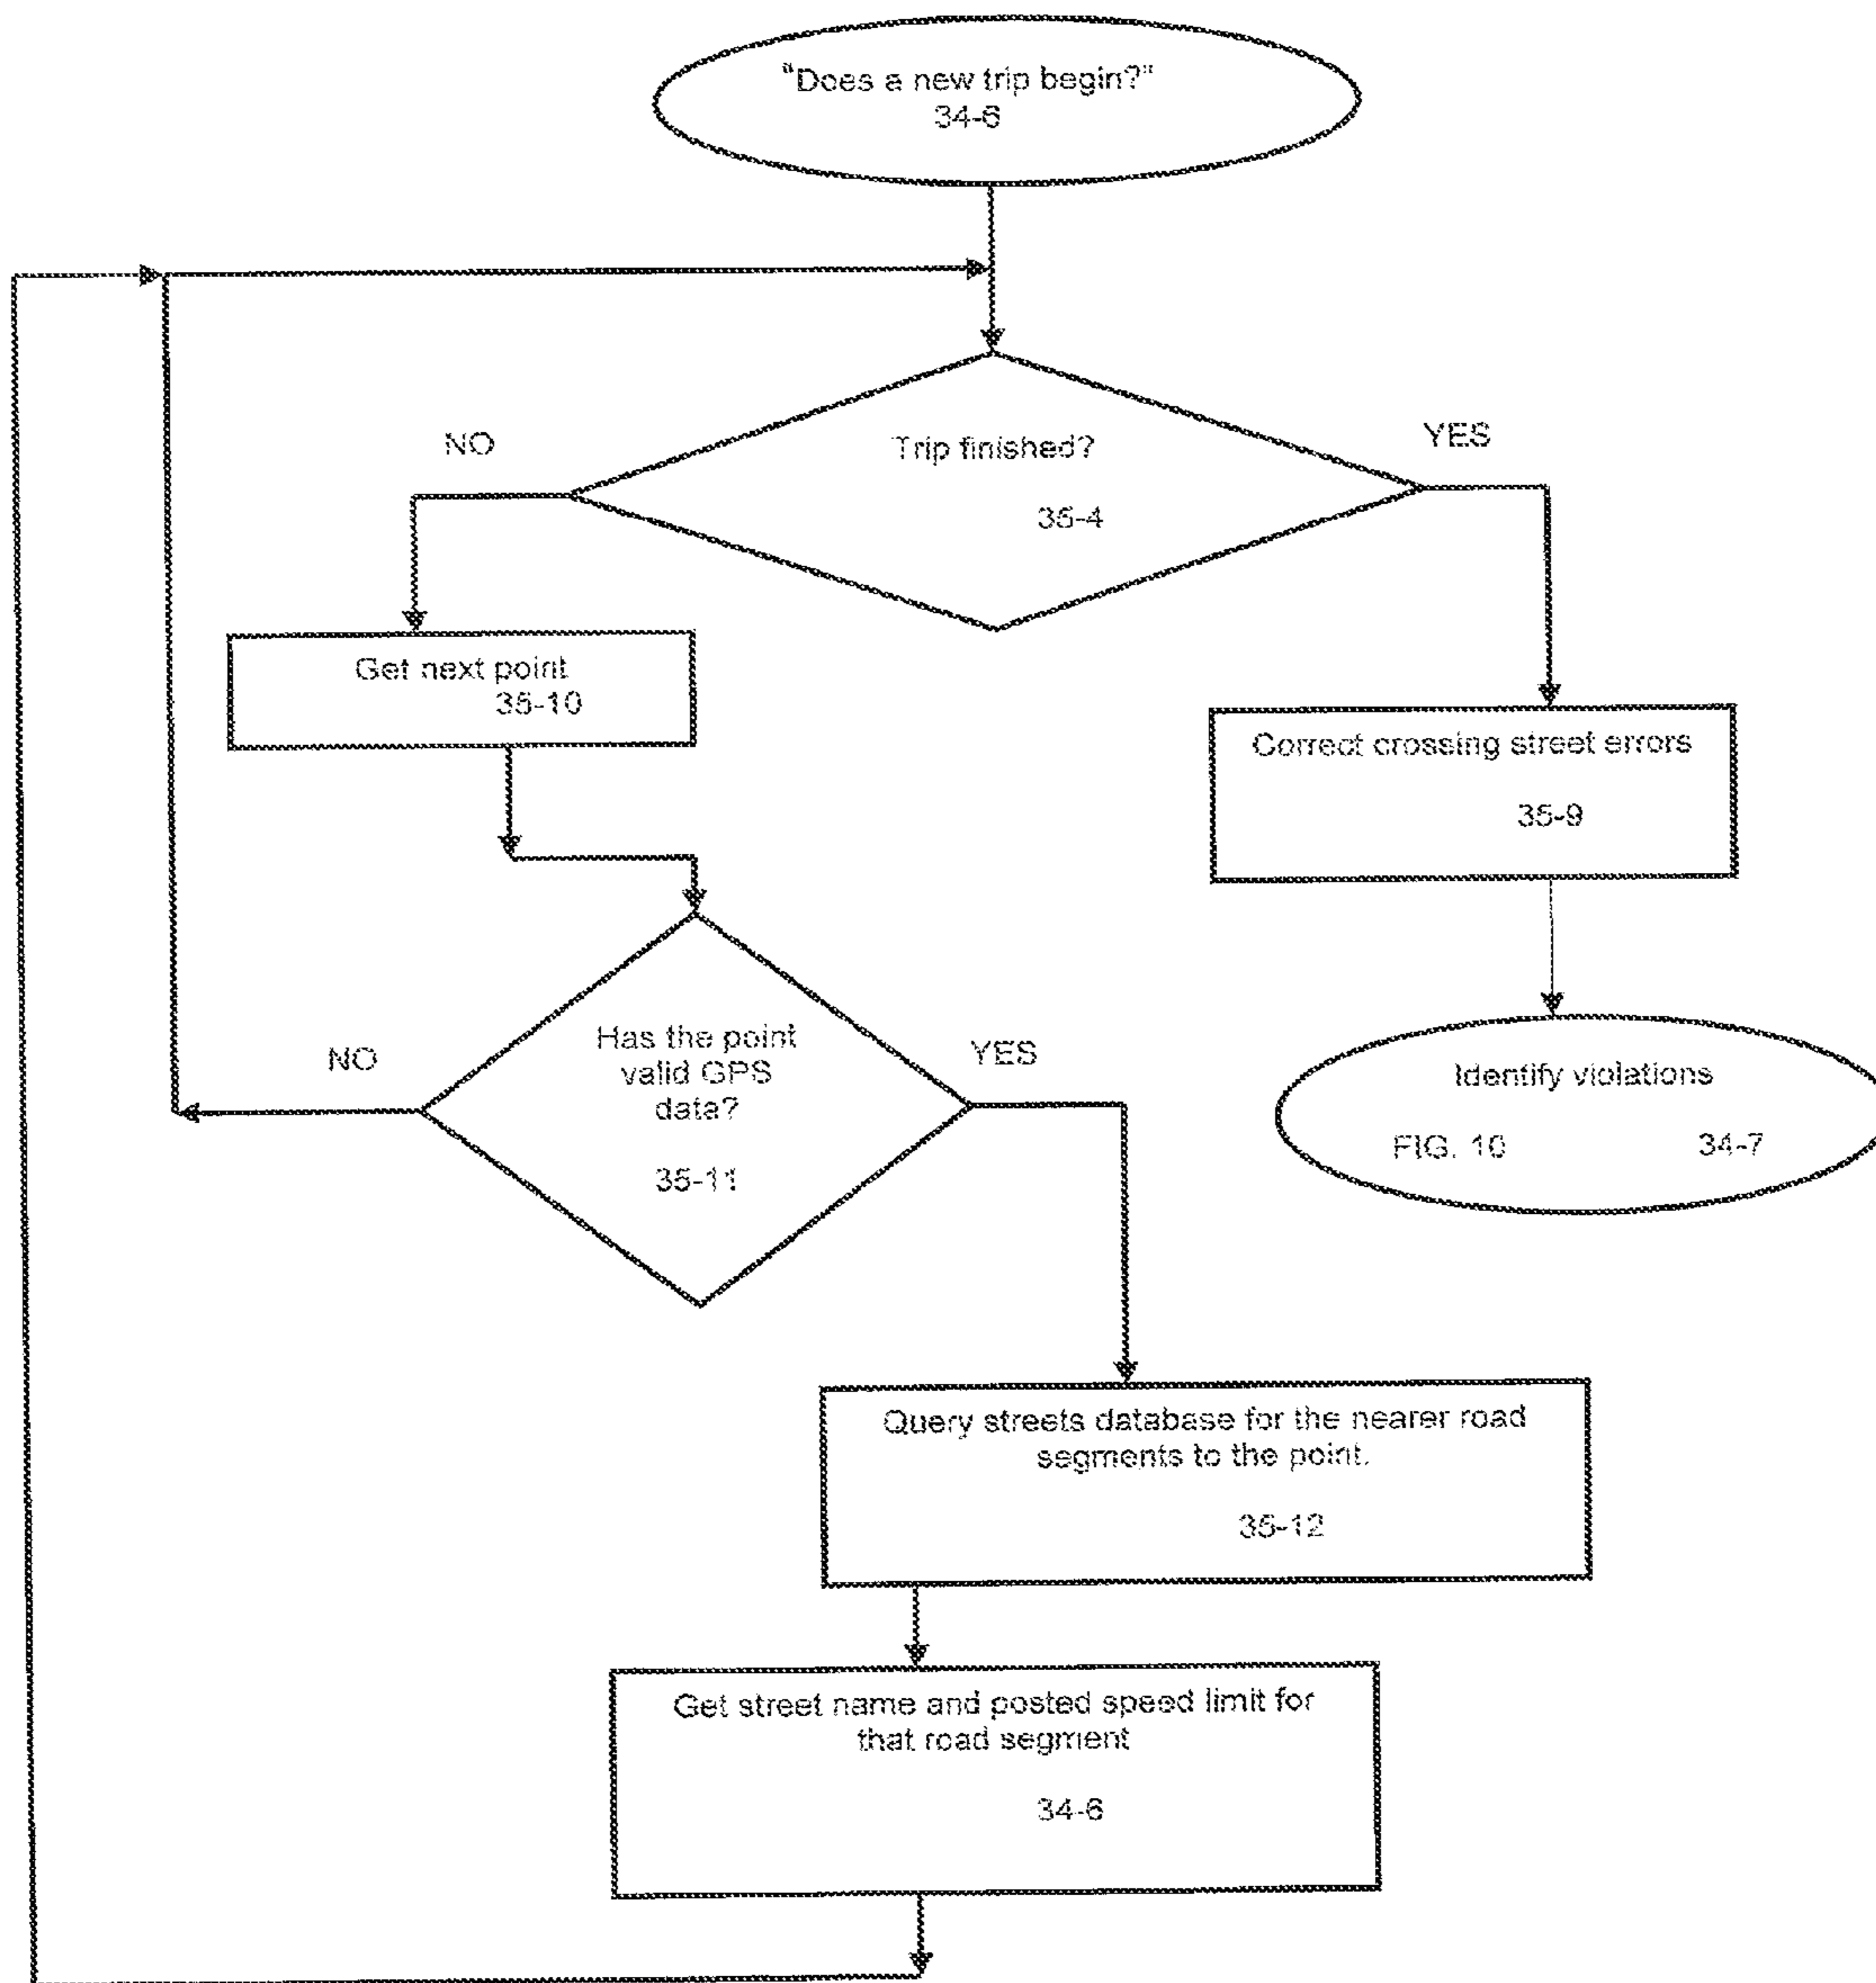 "Does a new trip begin?"
34-6
NO
Trip finished?
YES
35-4
Get next point
35-10
Correct crossing street errors
35-9
NO
Has the point
valid GPS
data?
YES
35-11
Identify violations
FIG. 10
34-7
Query streets database for the nearer road
segments to the point.
35-12
Get street name and posted speed limit for
that road segment
34-6